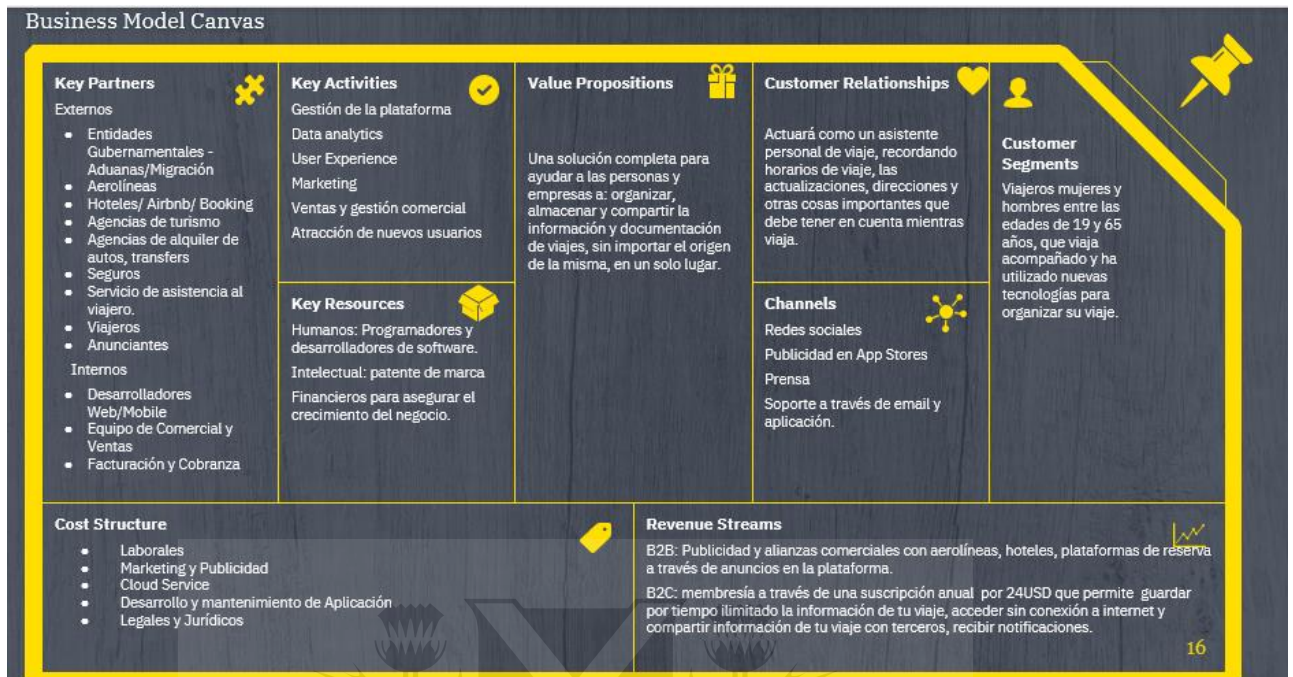 Business Model Canvas
Key Partners
Externos
Entidades
Gubernamentales -
Aduanas/Migración
Aerolíneas
Hoteles/ Airbnb/ Booking
Agencias de turismo
Agencias de alquiler de
autos, transfers
Seguros
Servicio de asistencia al
viajero.
Viajeros
Anunciantes
Internos
Desarrolladores
Web/Mobile
Equipo de Comercial y
Ventas
Facturación y Cobranza
Key Activities
Gestión de la plataforma
Data analytics
User Experience
Marketing
Ventas y gestión comercial
Atracción de nuevos usuarios
Key Resources
Humanos: Programadores y
desarrolladores de software.
Intelectual: patente de marca
Financieros para asegurar el
crecimiento del negocio.
Value Propositions
Una solución completa para
ayudar a las personas y
empresas a: organizar,
almacenar y compartir la
información y documentación
de viajes, sin importar el origen
de la misma, en un solo lugar.
Customer Relationships
Actuará como un asistente
personal de viaje, recordando
horarios de viaje, las
actualizaciones, direcciones y
otras cosas importantes que
debe tener en cuenta mientras
viaja.
Channels
Redes sociales
Publicidad en App Stores
Prensa
Soporte a través de email y
aplicación.
Customer
Segments
Viajeros mujeres y
hombres entre las
edades de 19 y 65
años, que viaja
acompañado y ha
utilizado nuevas
tecnologías para
organizar su viaje.
Cost Structure
Laborales
Marketing y Publicidad
Cloud Service
Desarrollo y mantenimiento de Aplicación
Legales y Jurídicos
Revenue Streams
B2B: Publicidad y alianzas comerciales con aerolíneas, hoteles, plataformas de reserva
a través de anuncios en la plataforma.
B2C: membresía a través de una suscripción anual por 24USD que permite guardar
por tiempo ilimitado la información de tu viaje, acceder sin conexión a internet y
compartir información de tu viaje con terceros, recibir notificaciones.
16